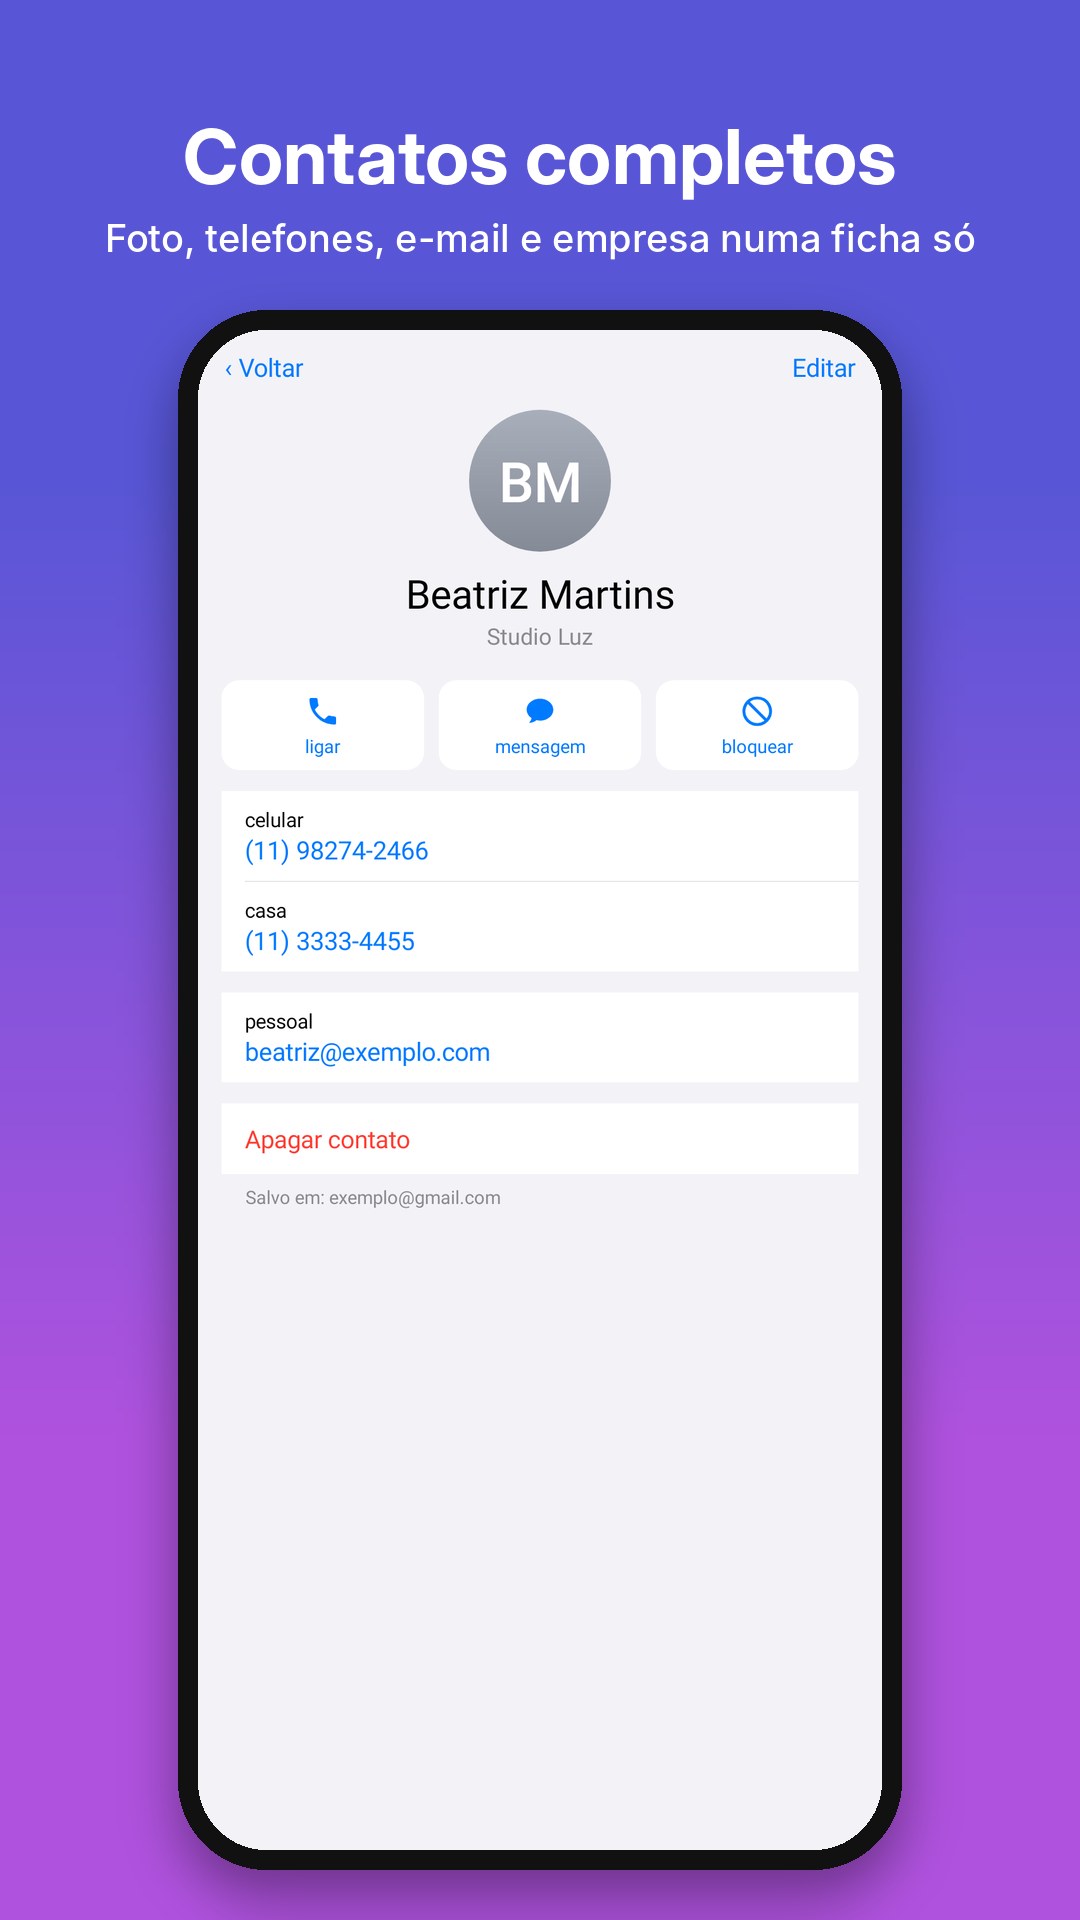 Contatos completos
Foto, telefones, e-mail e empresa numa ficha só
‹ Voltar
Editar
BM
Beatriz Martins
Studio Luz
ligar
mensagem
bloquear
celular
(11) 98274-2466
casa
(11) 3333-4455
pessoal
beatriz@exemplo.com
Apagar contato
Salvo em: exemplo@gmail.com